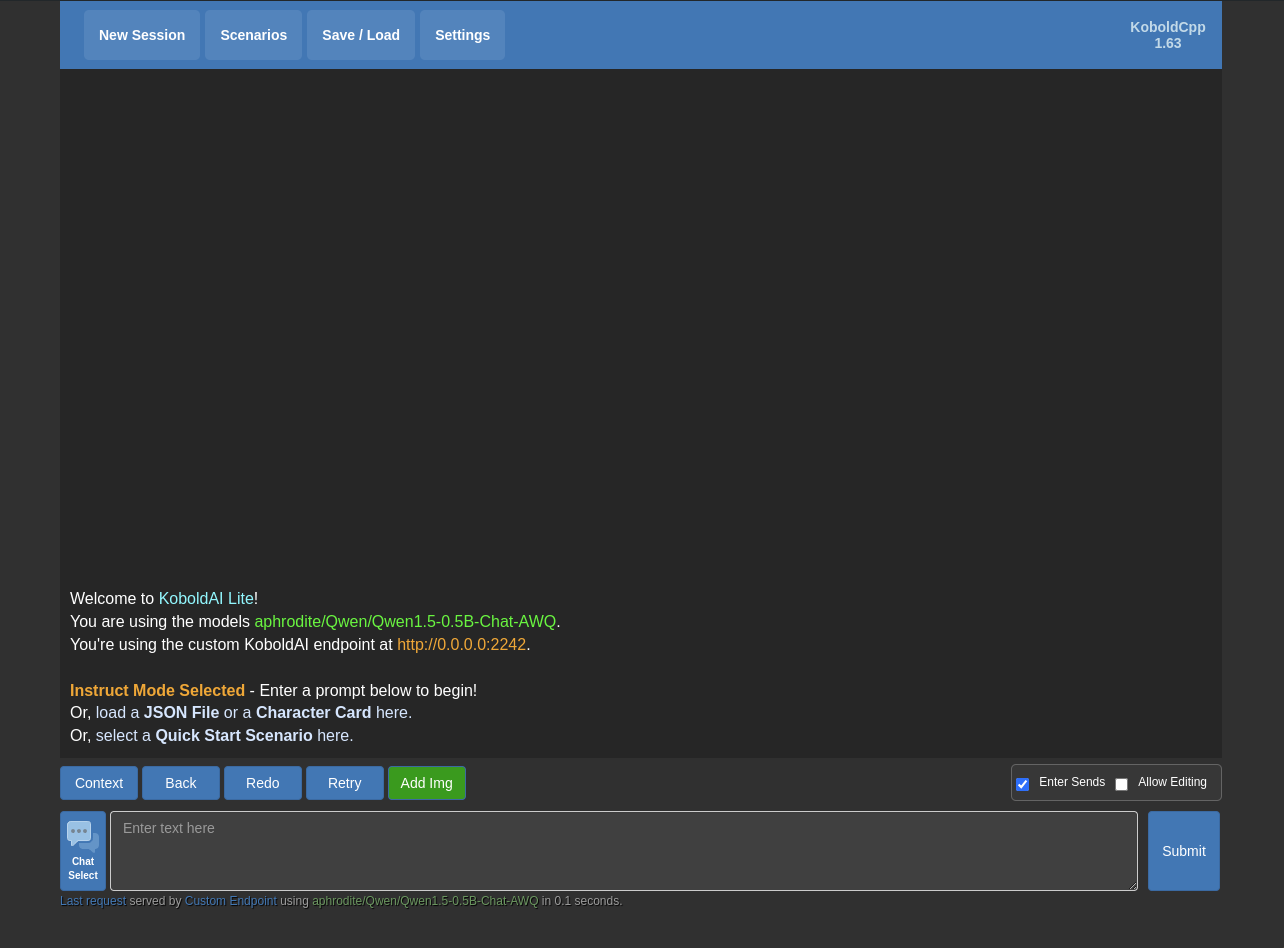 New Session Scenarios Save / Load Settings KoboldCpp
1.63
Welcome to KoboldAI Lite!
You are using the models aphrodite/Qwen/Qwen1.5-0.5B-Chat-AWQ.
You're using the custom KoboldAI endpoint at http://0.0.0.0:2242.
Instruct Mode Selected - Enter a prompt below to begin!
Or, load a JSON File or a Character Card here.
Or, select a Quick Start Scenario here.
Context Back Redo Retry Add Img Enter Sends Allow Editing
Enter text here
Chat
Select
Submit
Last request served by Custom Endpoint using aphrodite/Qwen/Qwen1.5-0.5B-Chat-AWQ in 0.1 seconds.